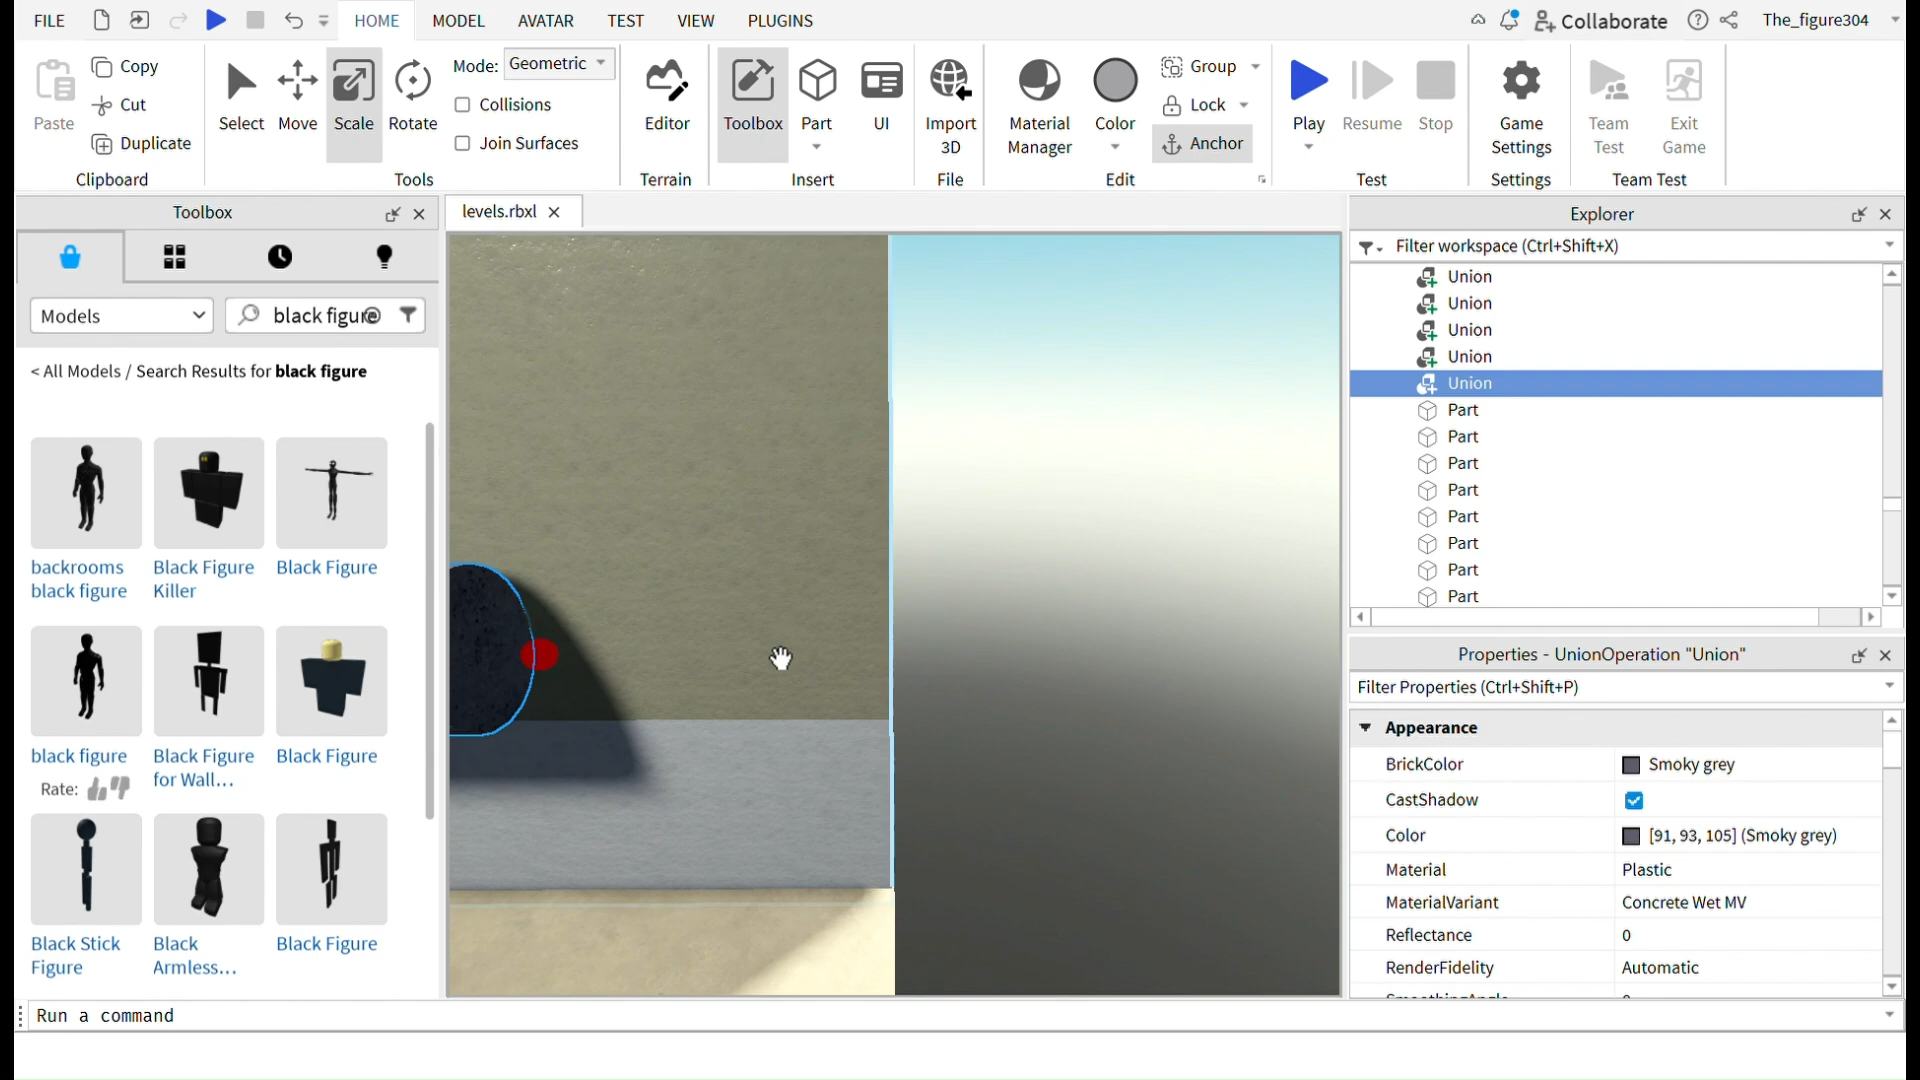 FILE
HOME
MODEL
AVATAR
TEST
VIEW
PLUGINS
Collaborate
The_figure304
Paste
Copy
Cut
Duplicate
Clipboard
Select
Move
Scale
Rotate
Mode:
Geometric
Collisions
Join Surfaces
Tools
Editor
Terrain
Toolbox
Part
UI
Insert
Import
3D
File
Material
Manager
Color
Group
Lock
Anchor
Edit
Play
Resume
Stop
Test
Game
Settings
Settings
Team
Test
Exit
Game
Team Test
Toolbox
Models
black figure
< All Models / Search Results for black figure
backrooms
black figure
Black Figure
Killer
Black Figure
black figure
Rate:
Black Figure
for Wall...
Black Figure
Black Stick
Figure
Black
Armless...
Black Figure
levels.rbxl
Explorer
Filter workspace (Ctrl+Shift+X)
Union
Union
Union
Union
Union
Part
Part
Part
Part
Part
Part
Part
Part
Properties - UnionOperation "Union"
Filter Properties (Ctrl+Shift+P)
Appearance
BrickColor
Smoky grey
CastShadow
Color
[91, 93, 105] (Smoky grey)
Material
Plastic
MaterialVariant
Concrete Wet MV
Reflectance
0
RenderFidelity
Automatic
Run a command